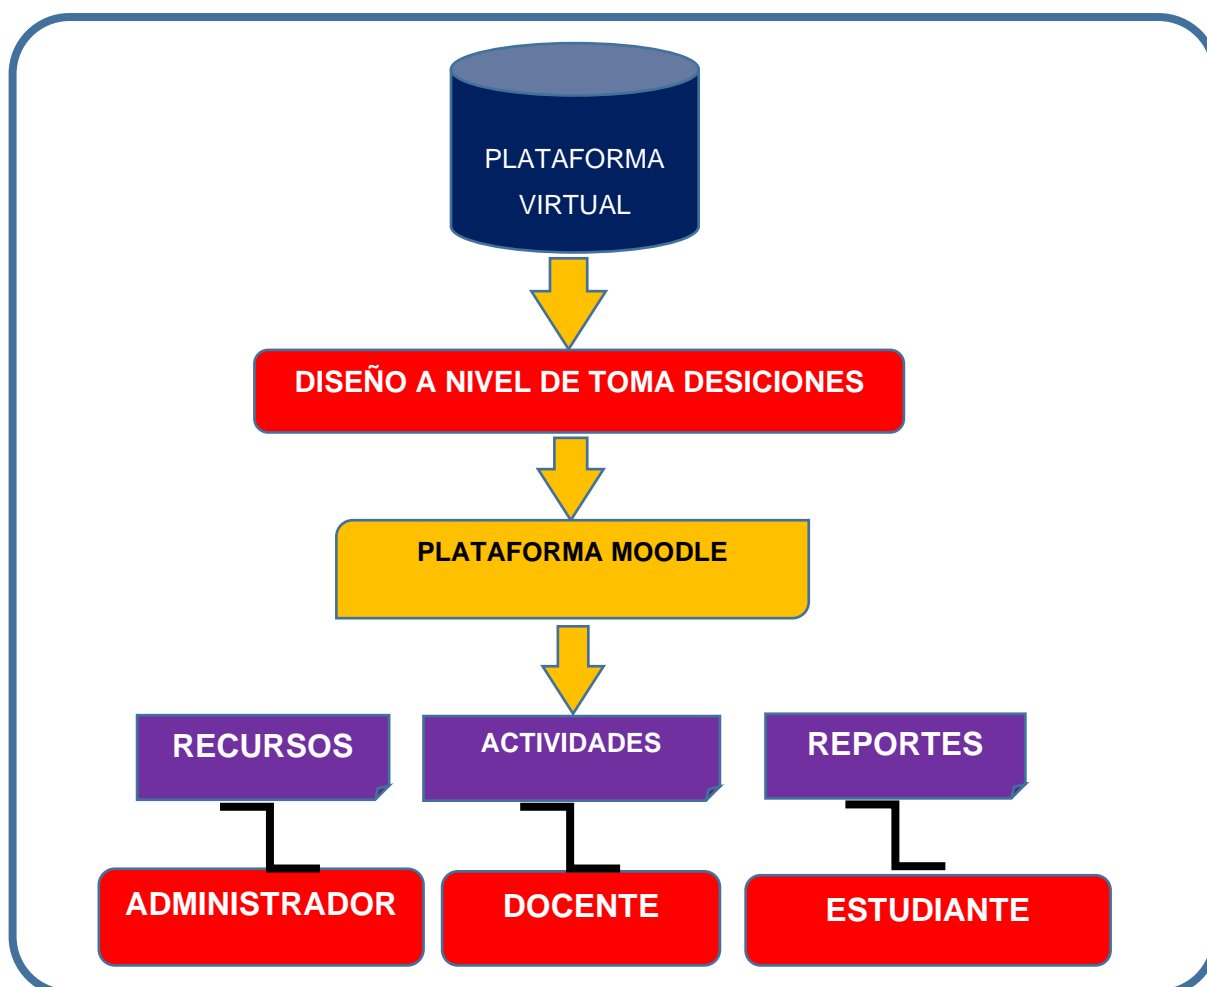 PLATAFORMA
VIRTUAL
DISEÑO A NIVEL DE TOMA DESICIONES
PLATAFORMA MOODLE
RECURSOS
ACTIVIDADES
REPORTES
ADMINISTRADOR
DOCENTE
ESTUDIANTE